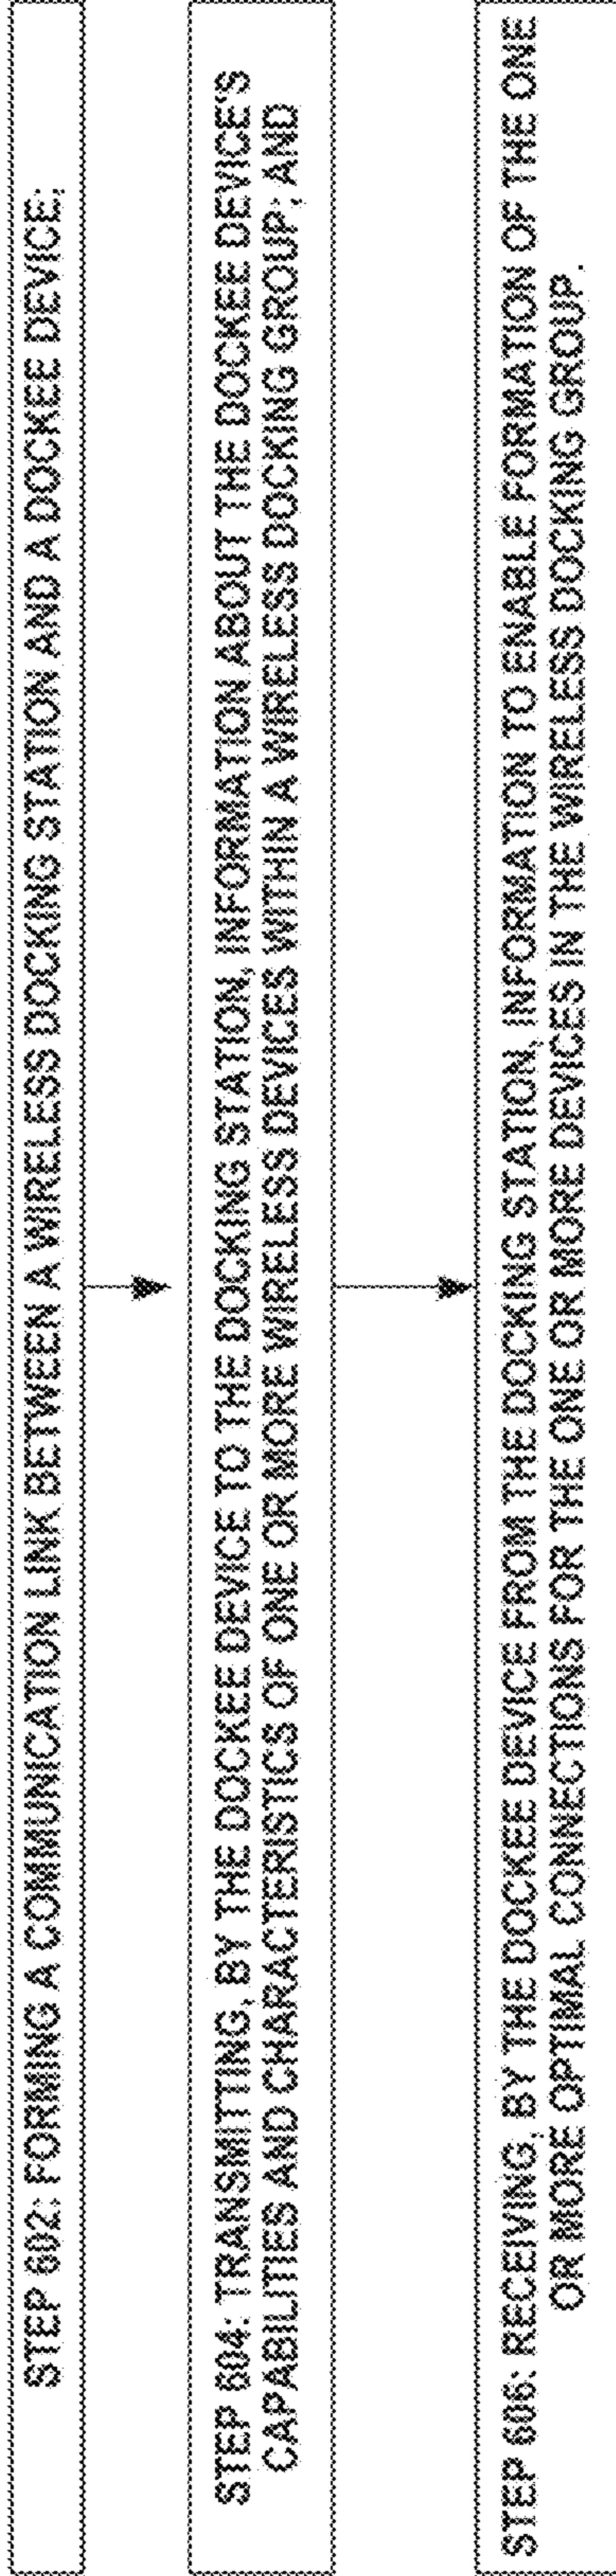 STEP 602: FORMING A COMMUNICATION LINK BETWEEN A WIRELESS DOCKING STATION AND A DOCKEE DEVICE;
STEP 604: TRANSMITTING, BY THE DOCKEE DEVICE TO THE DOCKING STATION, INFORMATION ABOUT THE DOCKEE DEVICE'S
CAPABILITIES AND CHARACTERISTICS OF ONE OR MORE WIRELESS DEVICES WITHIN A WIRELESS DOCKING GROUP; AND
STEP 606: RECEIVING, BY THE DOCKEE DEVICE FROM THE DOCKING STATION, INFORMATION TO ENABLE FORMATION OF THE ONE
OR MORE OPTIMAL CONNECTIONS FOR THE ONE OR MORE DEVICES IN THE WIRELESS DOCKING GROUP.